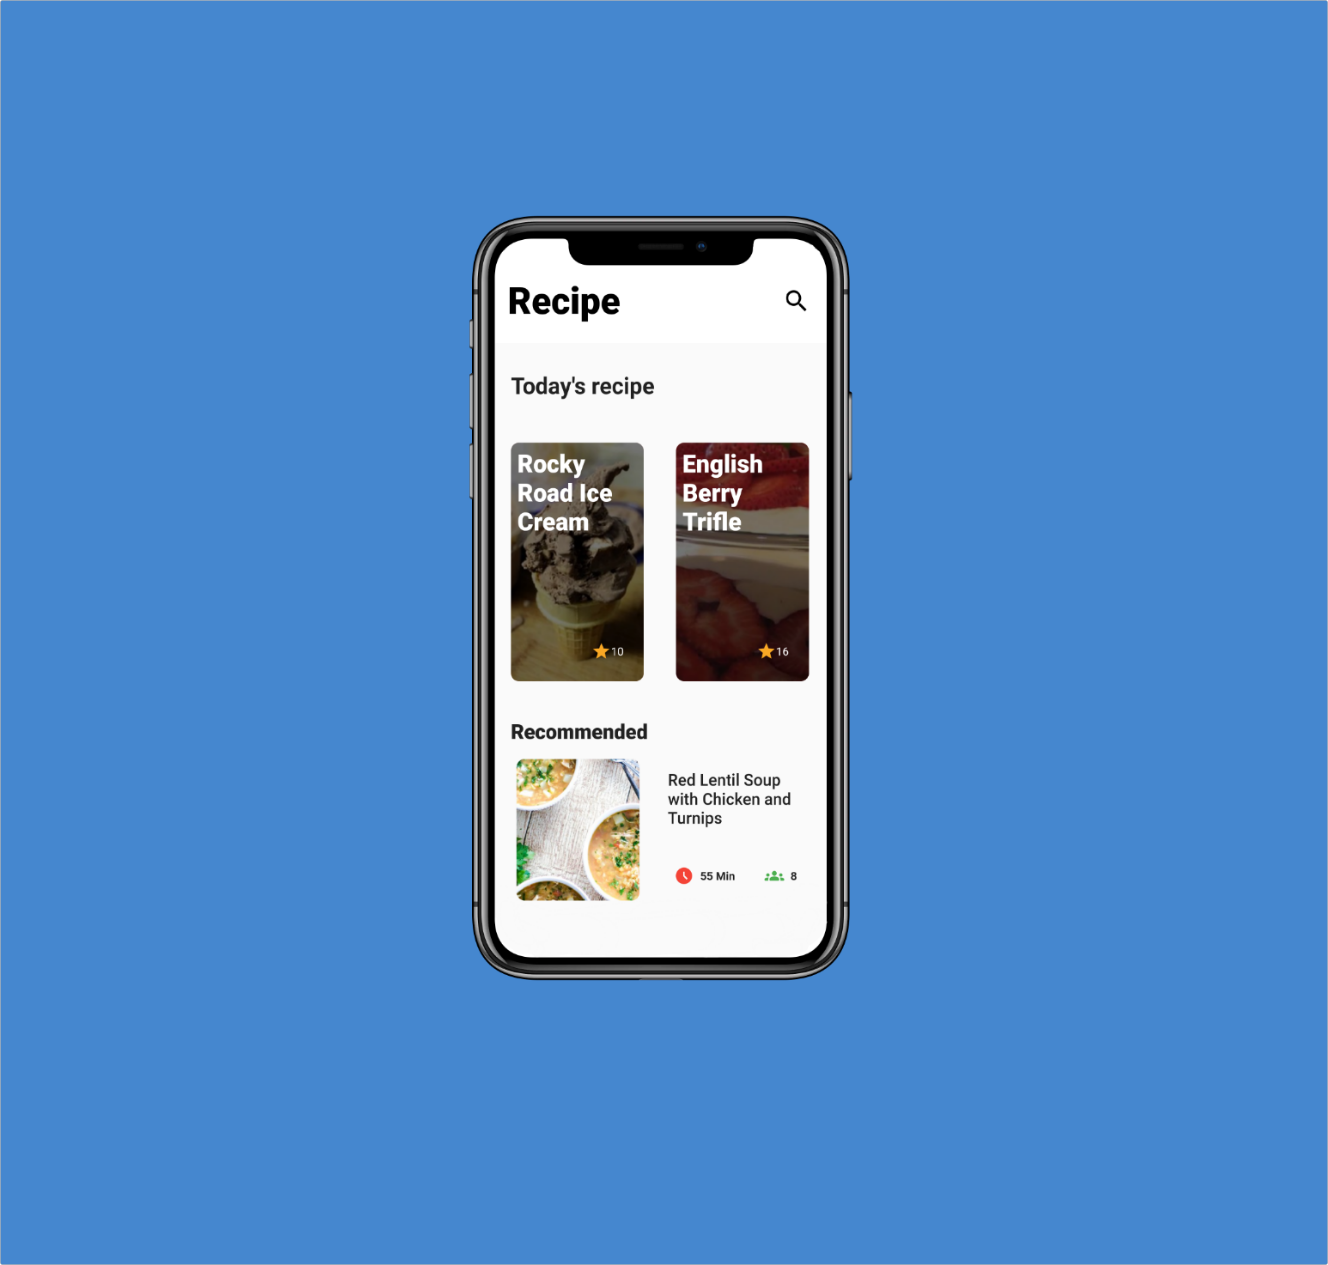 Recipe
Today's recipe
Rocky
Road Ice
Cream
10
English
Berry
Trifle
16
Recommended
Red Lentil Soup
with Chicken and
Turnips
55 Min
8